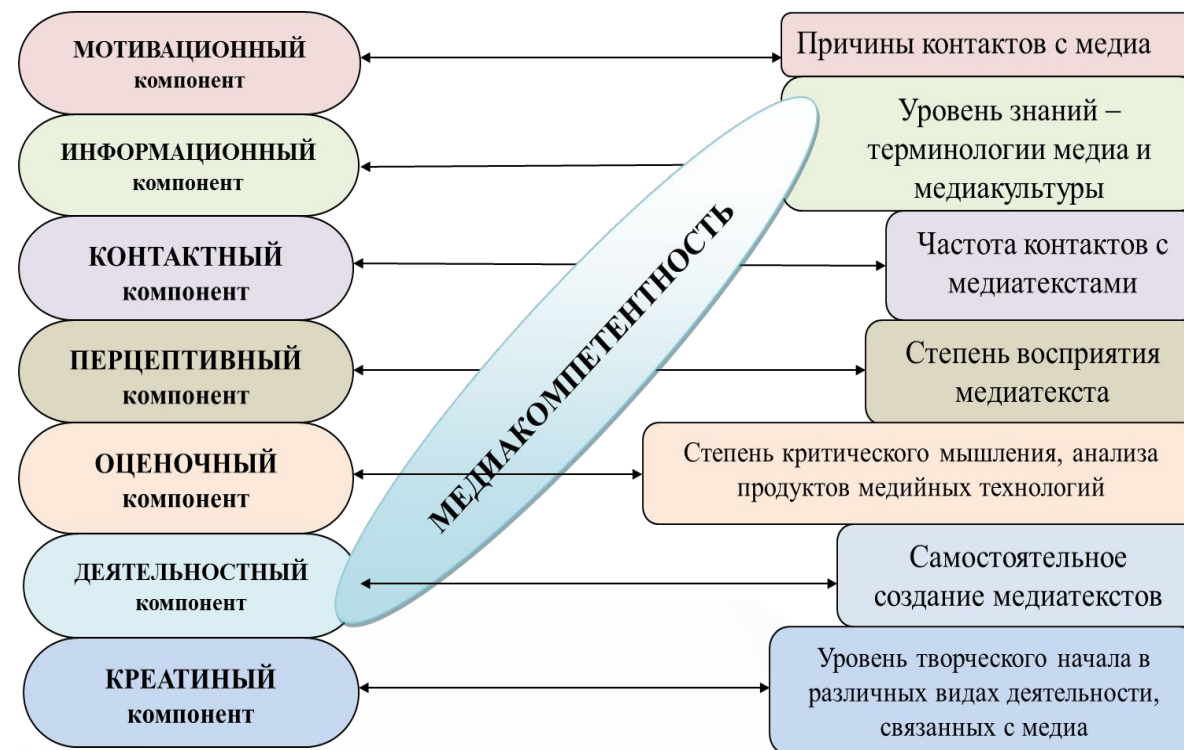 МОТИВАЦИОННЫЙ
компонент
Причины контактов с медиа
ИНФОРМАЦИОННЫЙ
компонент
Уровень знаний –
терминологии медиа и
медиакультуры
КОНТАКТНЫЙ
компонент
Частота контактов с
медиатекстами
ПЕРЦЕПТИВНЫЙ
компонент
Степень восприятия
медиатекста
ОЦЕНОЧНЫЙ
компонент
Степень критического мышления, анализа
продуктов медийных технологий
ДЕЯТЕЛЬНОСТНЫЙ
компонент
Самостоятельное
создание медиатекстов
КРЕАТИНЫЙ
компонент
Уровень творческого начала в
различных видах деятельности,
связанных с медиа
МЕДИАКОМПЕТЕНТНОСТЬ